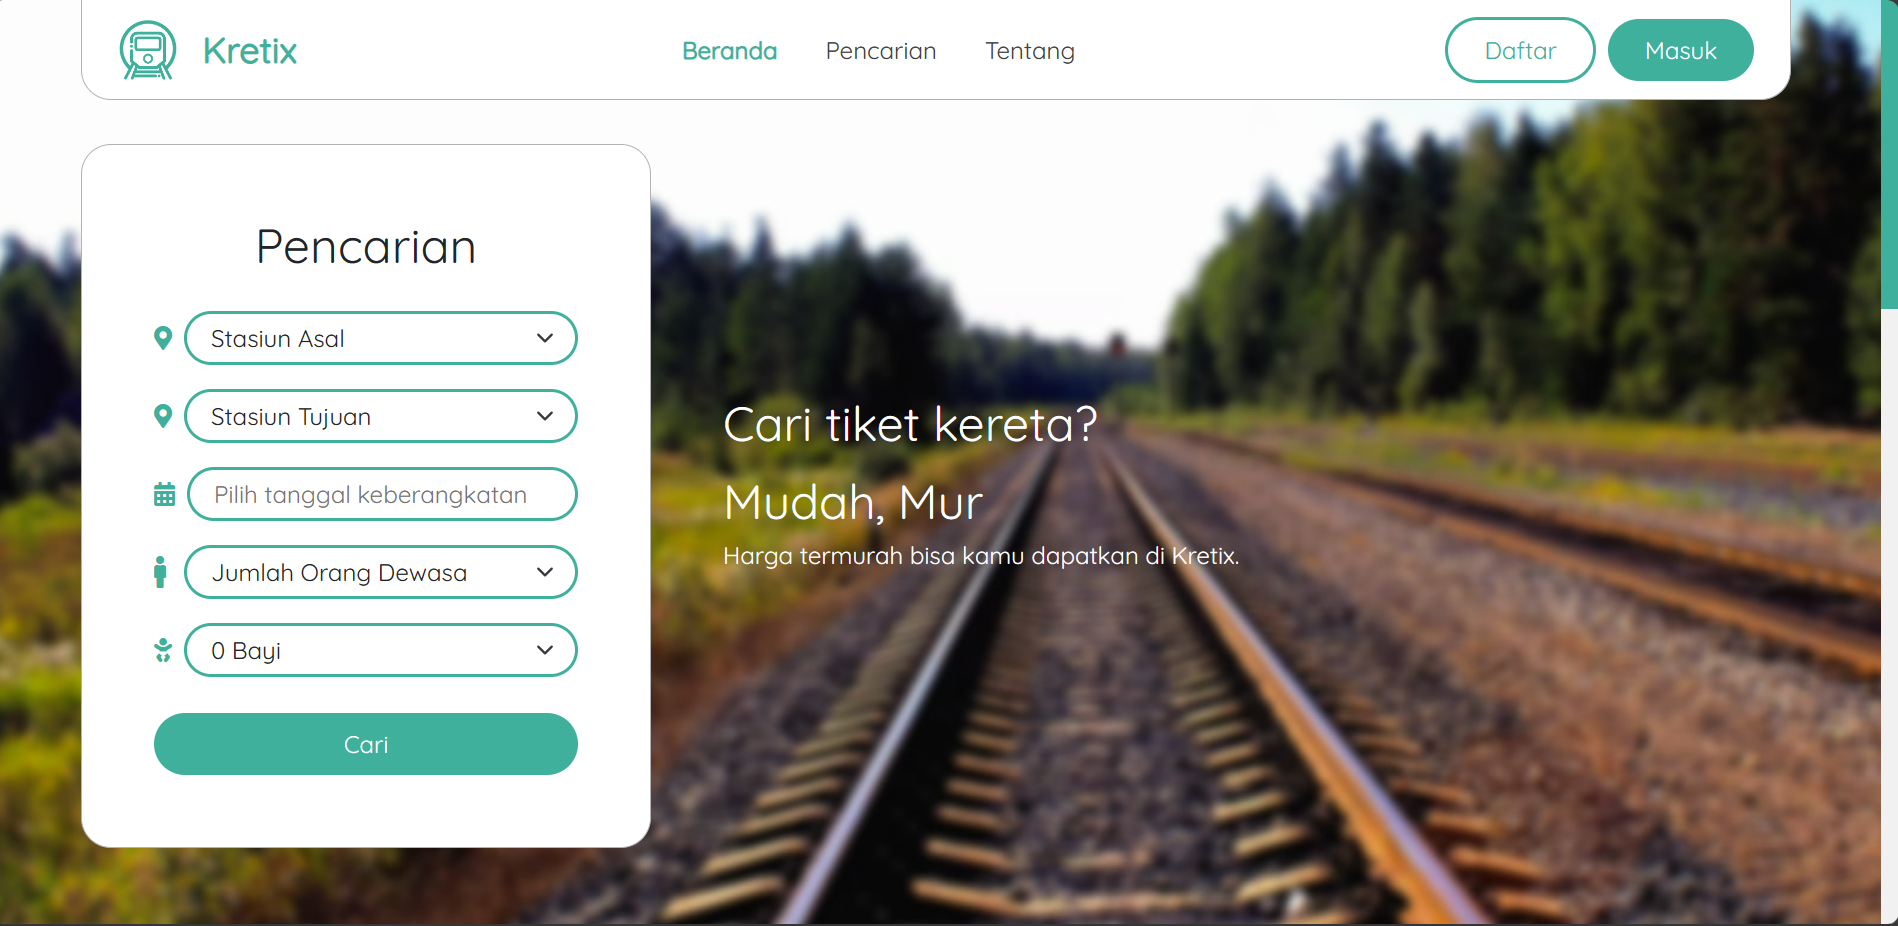 Kretix
Beranda
Pencarian
Tentang
Daftar
Masuk
Pencarian
Stasiun Asal
Stasiun Tujuan
Pilih tanggal keberangkatan
Jumlah Orang Dewasa
0 Bayi
Cari
Cari tiket kereta?
Mudah, Mur
Harga termurah bisa kamu dapatkan di Kretix.